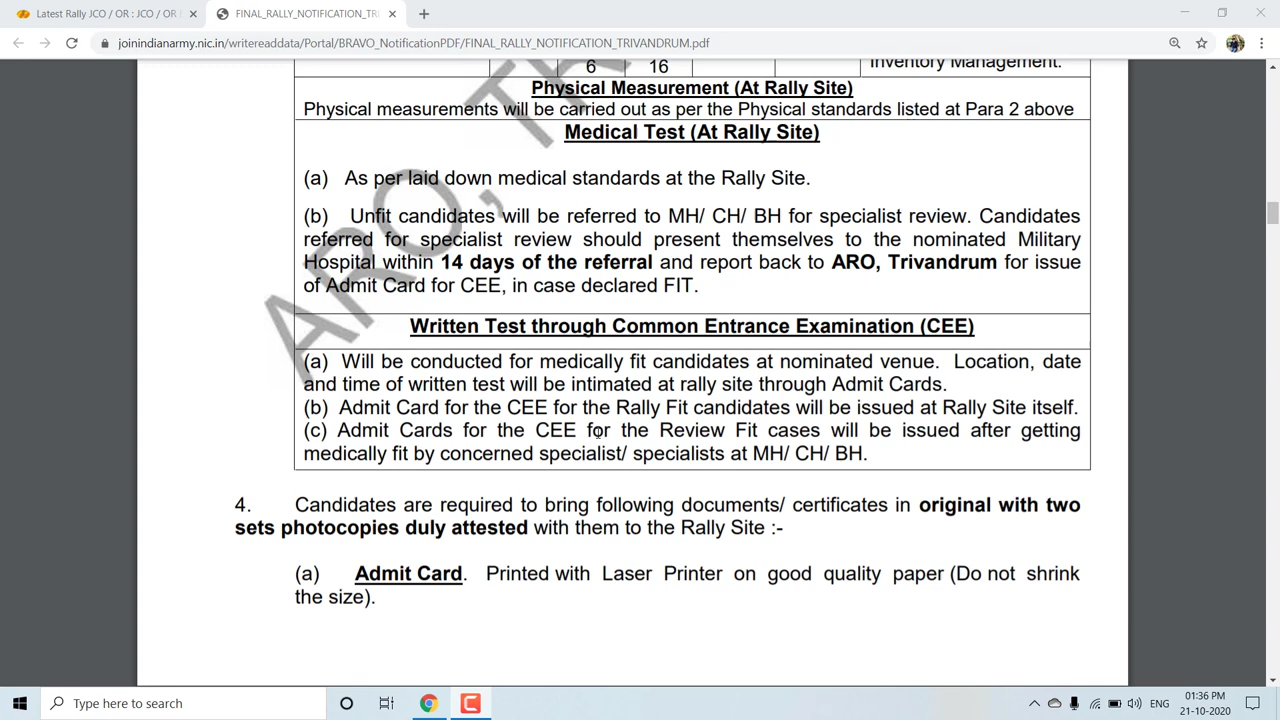 Latest Rally JCO / OR : JCO / OR
FINAL_RALLY_NOTIFICATION_TR
joinindianarmy.nic.in/writereaddata/Portal/BRAVO_NotificationPDF/FINAL_RALLY_NOTIFICATION_TRIVANDRUM.pdf
6 16 Inventory Management.
Physical Measurement (At Rally Site)
Physical measurements will be carried out as per the Physical standards listed at Para 2 above
Medical Test (At Rally Site)
(a) As per laid down medical standards at the Rally Site.
(b) Unfit candidates will be referred to MH/ CH/ BH for specialist review. Candidates
referred for specialist review should present themselves to the nominated Military
Hospital within 14 days of the referral and report back to ARO, Trivandrum for issue
of Admit Card for CEE, in case declared FIT.
Written Test through Common Entrance Examination (CEE)
(a) Will be conducted for medically fit candidates at nominated venue. Location, date
and time of written test will be intimated at rally site through Admit Cards.
(b) Admit Card for the CEE for the Rally Fit candidates will be issued at Rally Site itself.
(c) Admit Cards for the CEE for the Review Fit cases will be issued after getting
medically fit by concerned specialist/ specialists at MH/ CH/ BH.
4. Candidates are required to bring following documents/ certificates in original with two
sets photocopies duly attested with them to the Rally Site :-
(a) Admit Card. Printed with Laser Printer on good quality paper (Do not shrink
the size).
ARO, TR
Type here to search
ENG
01:36 PM
21-10-2020